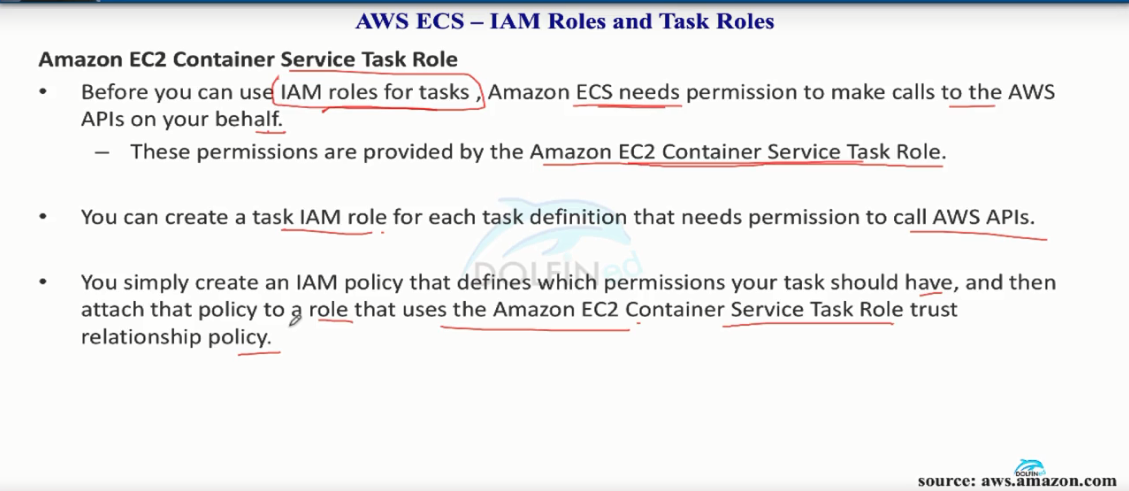 AWS ECS – IAM Roles and Task Roles
Amazon EC2 Container Service Task Role
• Before you can use IAM roles for tasks , Amazon ECS needs permission to make calls to the AWS
APIs on your behalf.
– These permissions are provided by the Amazon EC2 Container Service Task Role.
• You can create a task IAM role for each task definition that needs permission to call AWS APIs.
DOLFINed
• You simply create an IAM policy that defines which permissions your task should have, and then
attach that policy to a role that uses the Amazon EC2 Container Service Task Role trust
relationship policy.
DOLFINed
source: aws.amazon.com